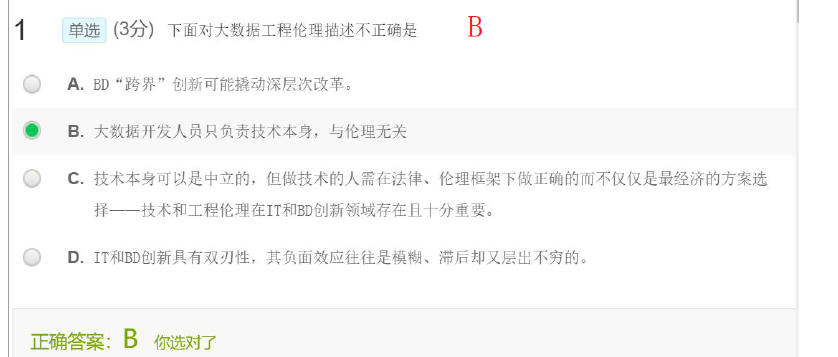 1 单选 (3分) 下面对大数据工程伦理描述不正确是 B
A. BD“跨界”创新可能撬动深层次改革。
B. 大数据开发人员只负责技术本身，与伦理无关
C. 技术本身可以是中立的，但做技术的人需在法律、伦理框架下做正确的而不仅仅是最经济的方案选
择——技术和工程伦理在IT和BD创新领域存在且十分重要。
D. IT和BD创新具有双刃性，其负面效应往往是模糊、滞后却又层出不穷的。
正确答案：B 你选对了